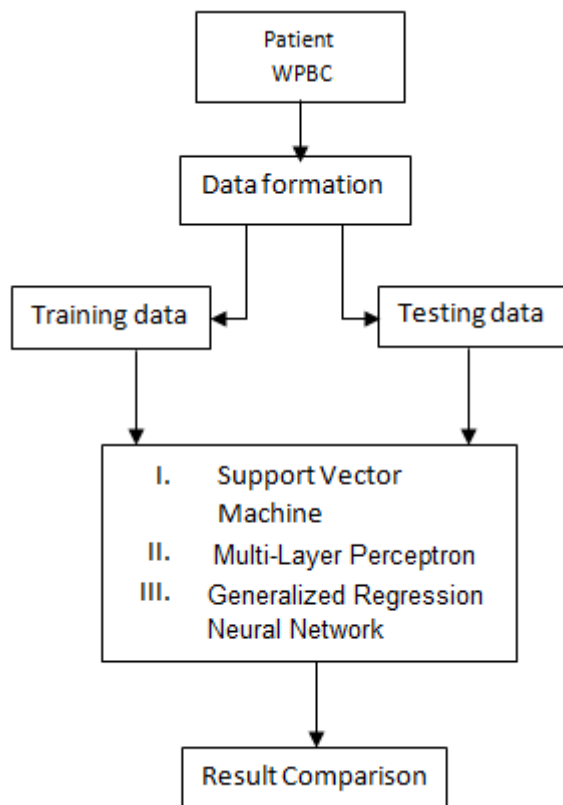 Patient
WPBC
Data formation
Training data
Testing data
I. Support Vector
Machine
II. Multi-Layer Perceptron
III. Generalized Regression
Neural Network
Result Comparison